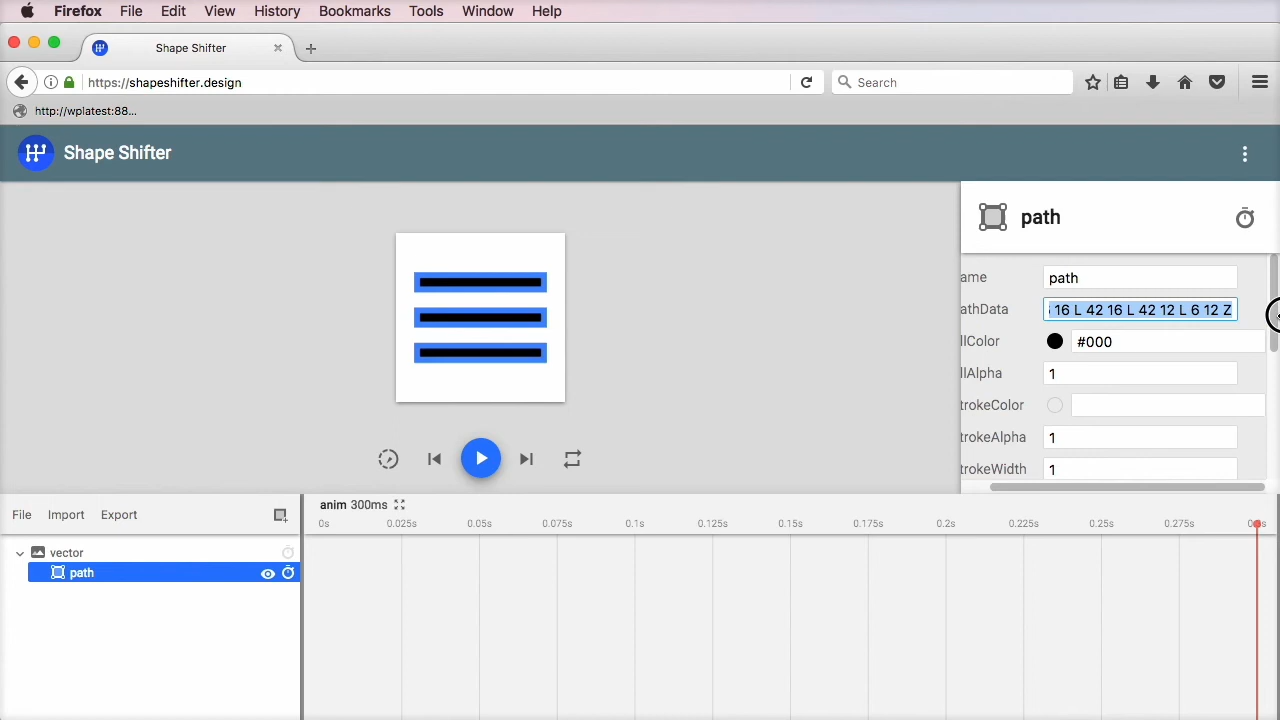 Firefox File Edit View History Bookmarks Tools Window Help
Shape Shifter
https://shapeshifter.design
Search
http://wplatest:88...
Shape Shifter
path
ame path
athData 16 L 42 16 L 42 12 L 6 12 Z
llColor #000
llAlpha 1
trokeColor
trokeAlpha 1
trokeWidth 1
anim 300ms
File Import Export
0s 0.025s 0.05s 0.075s 0.1s 0.125s 0.15s 0.175s 0.2s 0.225s 0.25s 0.275s 0.3s
vector
path